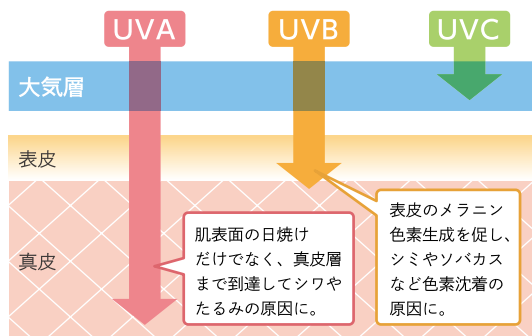 UVA
UVB
UVC
大気層
表皮
真皮
肌表面の日焼け
だけでなく、真皮層
まで到達してシワや
たるみの原因に。
表皮のメラニン
色素生成を促し、
シミやソバカス
など色素沈着の
原因に。